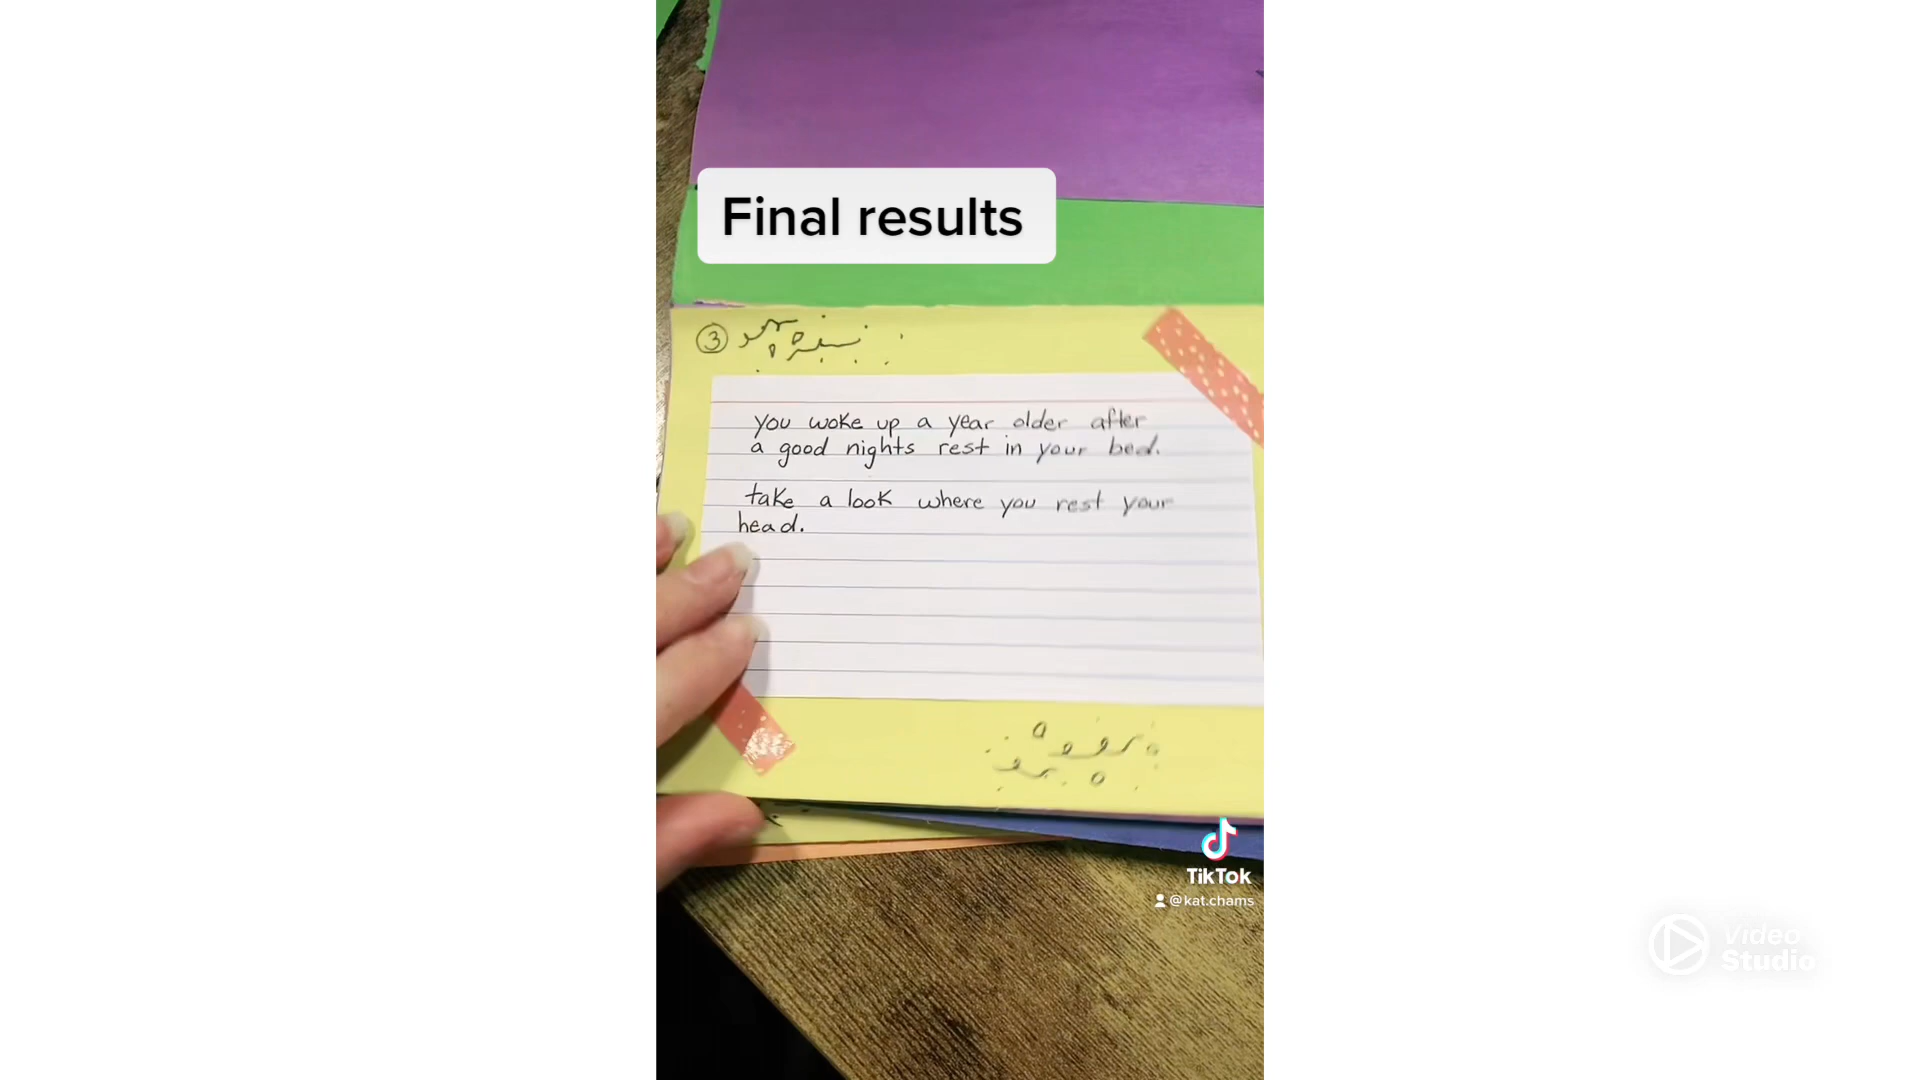 Final results
3
you woke up a year older after
a good nights rest in your bed.
take a look where you rest your
head.
TikTok
@kat.chams
Video
Studio